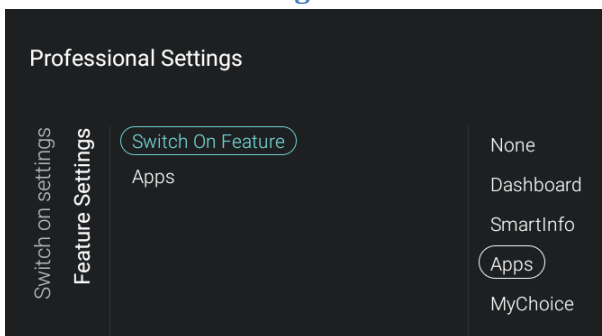 Professional Settings
Switch on settings
Feature Settings
Switch On Feature
Apps
None
Dashboard
SmartInfo
Apps
MyChoice